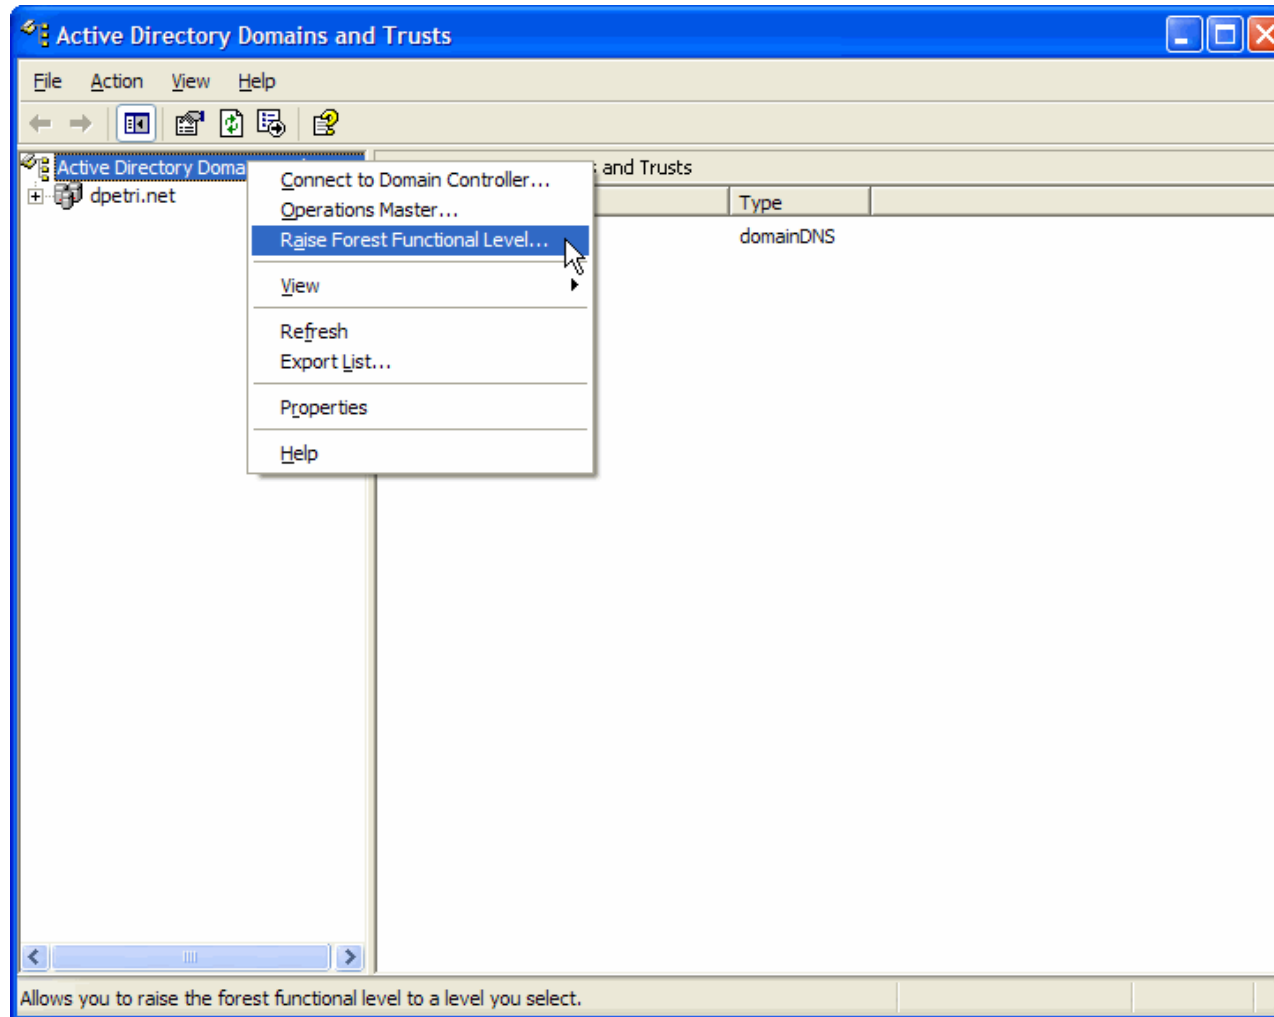 Active Directory Domains and Trusts
File Action View Help
Active Directory Doma
and Trusts
dpetri.net
Type
domainDNS
Connect to Domain Controller...
Operations Master...
Raise Forest Functional Level...
View
Refresh
Export List...
Properties
Help
Allows you to raise the forest functional level to a level you select.